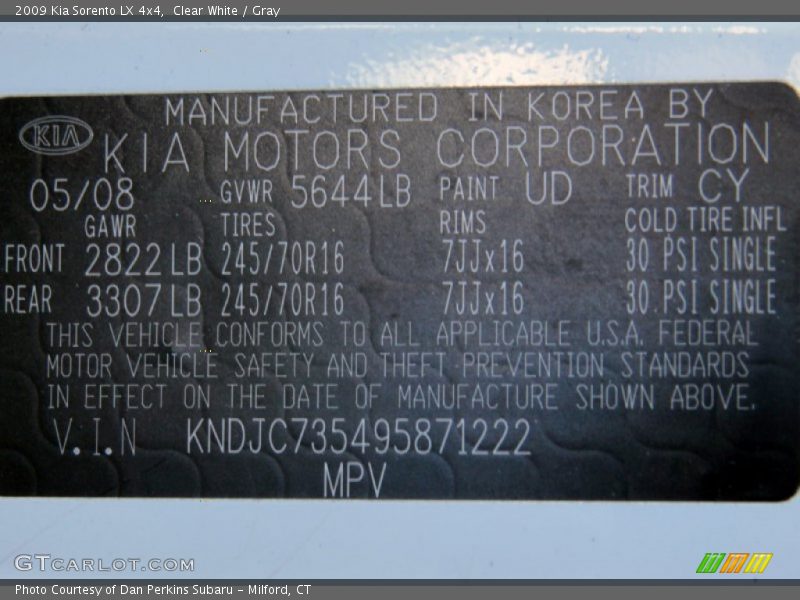 2009 Kia Sorento LX 4x4, Clear White / Gray
MANUFACTURED IN KOREA BY
KIA KIA MOTORS CORPORATION
05/08 GVWR 5644LB PAINT UD TRIM CY
GAWR TIRES RIMS COLD TIRE INFL
FRONT 2822 LB 245/70R16 7JJx16 30 PSI SINGLE
REAR 3307 LB 245/70R16 7JJx16 30 PSI SINGLE
THIS VEHICLE CONFORMS TO ALL APPLICABLE U.S.A. FEDERAL
MOTOR VEHICLE SAFETY AND THEFT PREVENTION STANDARDS
IN EFFECT ON THE DATE OF MANUFACTURE SHOWN ABOVE.
V.I.N KNDJC735495871222
MPV
GTCARLOT.COM
Photo Courtesy of Dan Perkins Subaru - Milford, CT